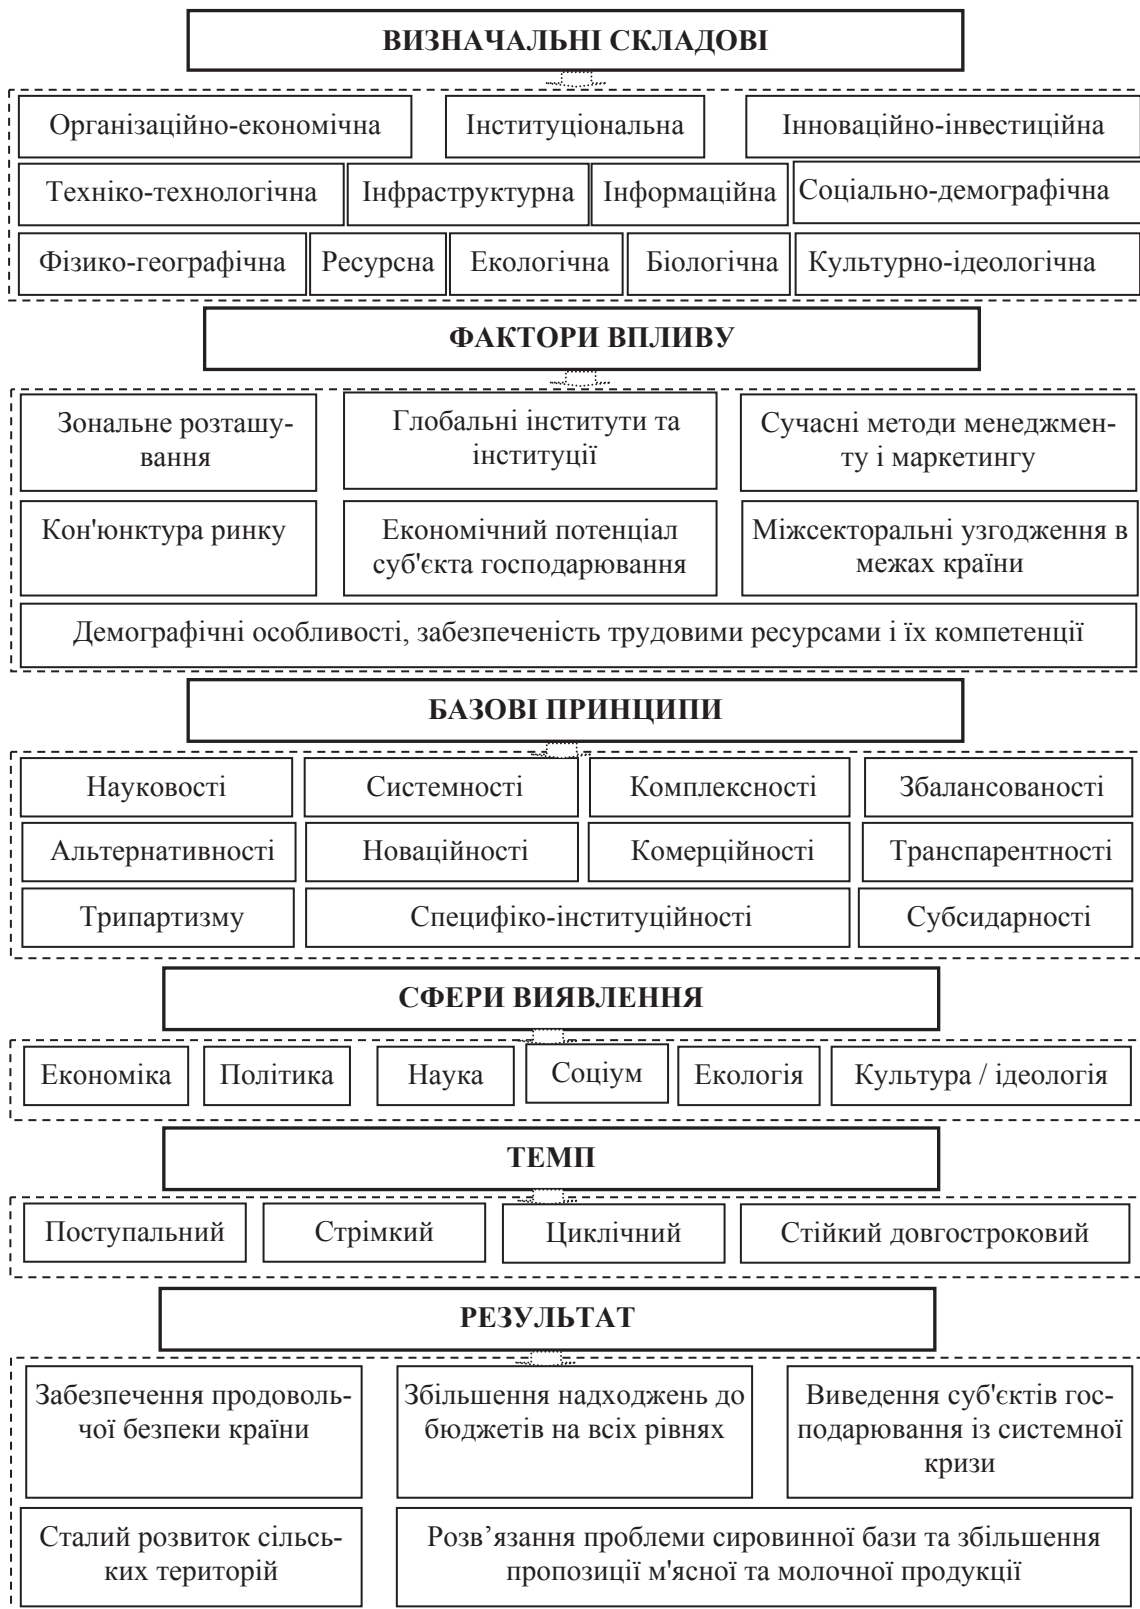 ВИЗНАЧАЛЬНІ СКЛАДОВІ
Організаційно-економічна Інституціональна Інноваційно-інвестиційна
Техніко-технологічна Інфраструктурна Інформаційна Соціально-демографічна
Фізико-географічна Ресурсна Екологічна Біологічна Культурно-ідеологічна
ФАКТОРИ ВПЛИВУ
Зональне розташу-
вання
Глобальні інститути та
інституції
Сучасні методи менеджмен-
ту і маркетингу
Кон'юнктура ринку
Економічний потенціал
суб'єкта господарювання
Міжсекторальні узгодження в
межах країни
Демографічні особливості, забезпеченість трудовими ресурсами і їх компетенції
БАЗОВІ ПРИНЦИПИ
Науковості Системності Комплексності Збалансованості
Альтернативності Новаційності Комерційності Транспарентності
Трипартизму Специфіко-інституційності Субсидарності
СФЕРИ ВИЯВЛЕННЯ
Економіка Політика Наука Соціум Екологія Культура / ідеологія
ТЕМП
Поступальний Стрімкий Циклічний Стійкий довгостроковий
РЕЗУЛЬТАТ
Забезпечення продоволь-
чої безпеки країни
Збільшення надходжень до
бюджетів на всіх рівнях
Виведення суб'єктів гос-
подарювання із системної
кризи
Сталий розвиток сільсь-
ких територій
Розв’язання проблеми сировинної бази та збільшення
пропозиції м'ясної та молочної продукції